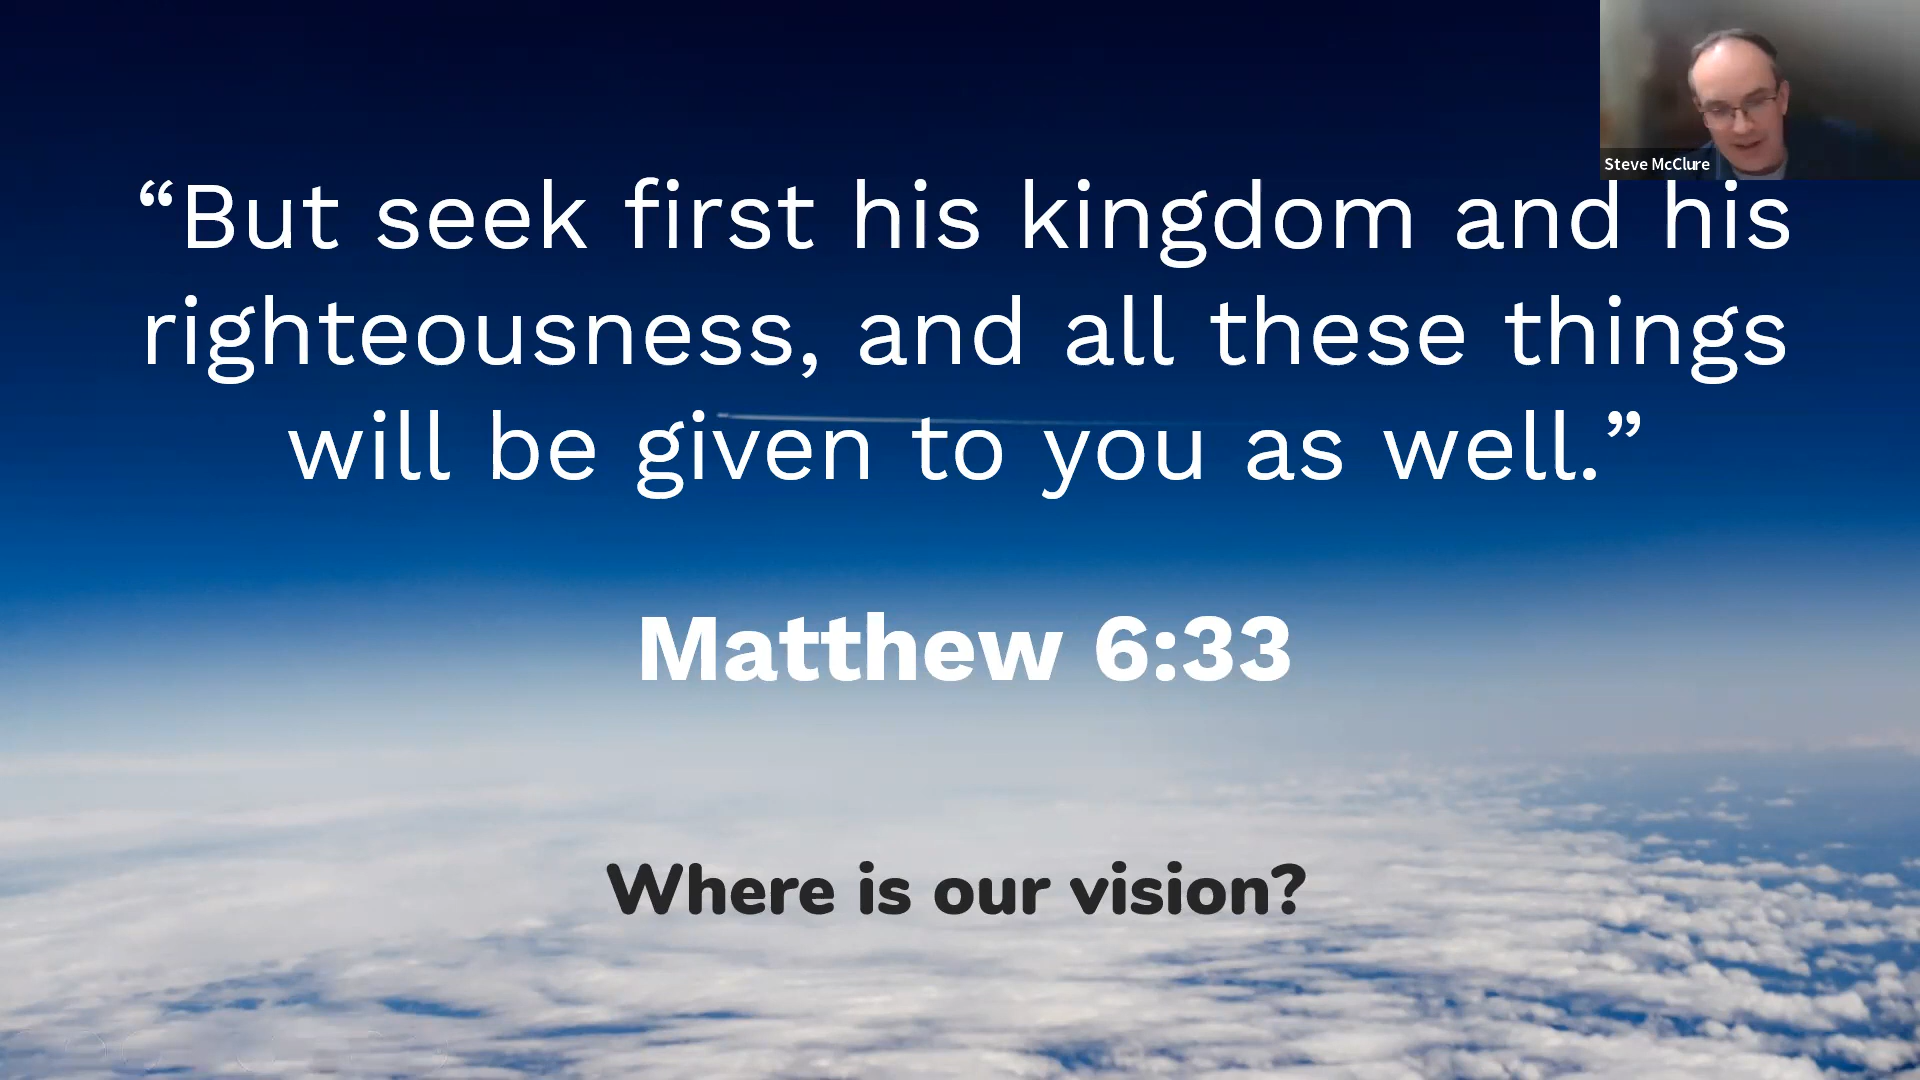 Steve McClure
“But seek first his kingdom and his
righteousness, and all these things
will be given to you as well.”
Matthew 6:33
Where is our vision?